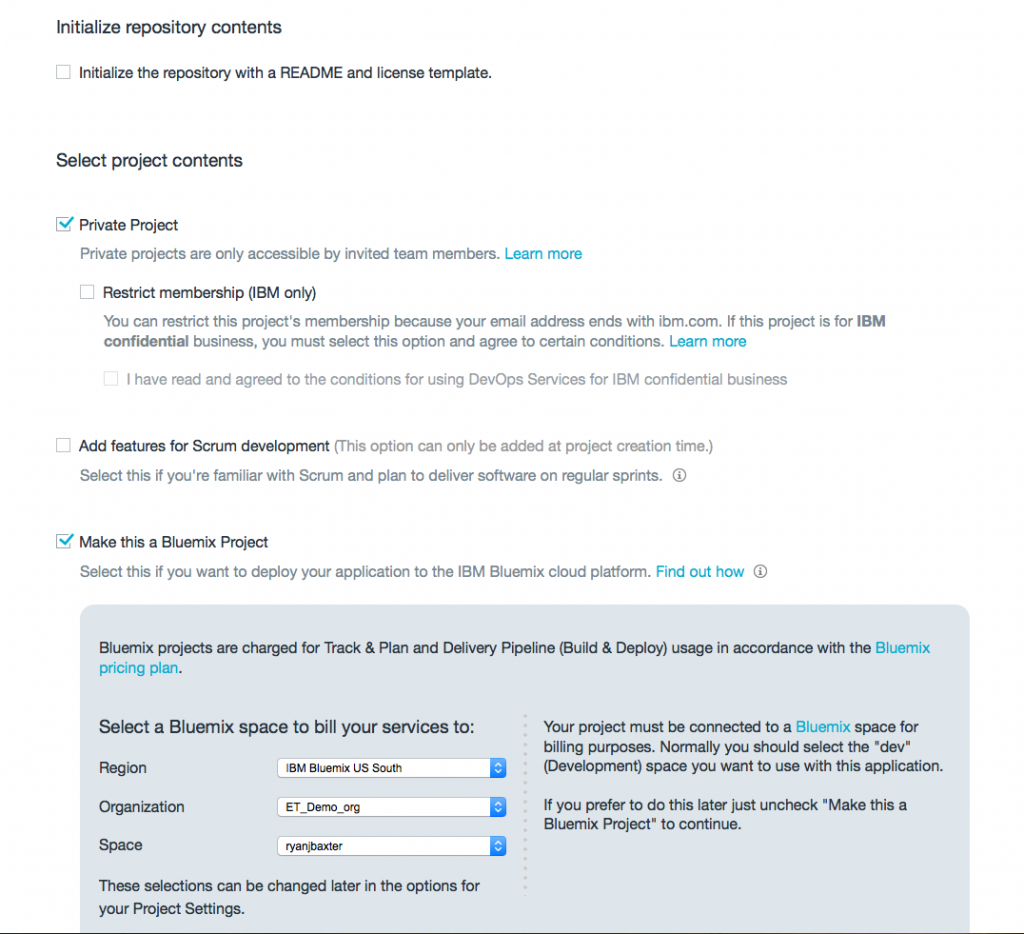 Initialize repository contents
Initialize the repository with a README and license template.
Select project contents
Private Project
Private projects are only accessible by invited team members. Learn more
Restrict membership (IBM only)
You can restrict this project's membership because your email address ends with ibm.com. If this project is for IBM
confidential business, you must select this option and agree to certain conditions. Learn more
I have read and agreed to the conditions for using DevOps Services for IBM confidential business
Add features for Scrum development (This option can only be added at project creation time.)
Select this if you're familiar with Scrum and plan to deliver software on regular sprints.
Make this a Bluemix Project
Select this if you want to deploy your application to the IBM Bluemix cloud platform. Find out how
Bluemix projects are charged for Track & Plan and Delivery Pipeline (Build & Deploy) usage in accordance with the Bluemix
pricing plan.
Select a Bluemix space to bill your services to:
Region IBM Bluemix US South
Organization ET_Demo_org
Space ryanjbaxter
These selections can be changed later in the options for
your Project Settings.
Your project must be connected to a Bluemix space for
billing purposes. Normally you should select the "dev"
(Development) space you want to use with this application.
If you prefer to do this later just uncheck "Make this a
Bluemix Project" to continue.